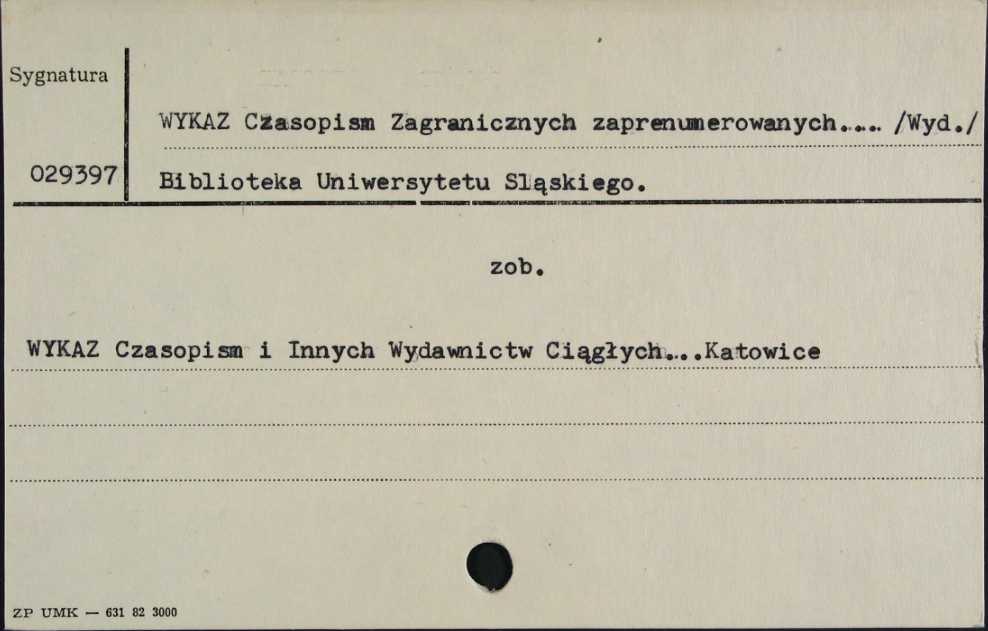 Sygnatura
WYKAZ Czasopism Zagranicznych zaprenumerowanych.... /Wyd./
029397
Biblioteka Uniwersytetu Śląskiego.
zob.
WYKAZ Czasopism i Innych Wydawnictw Ciągłych....Katowice
ZP UMK — 631 82 3000